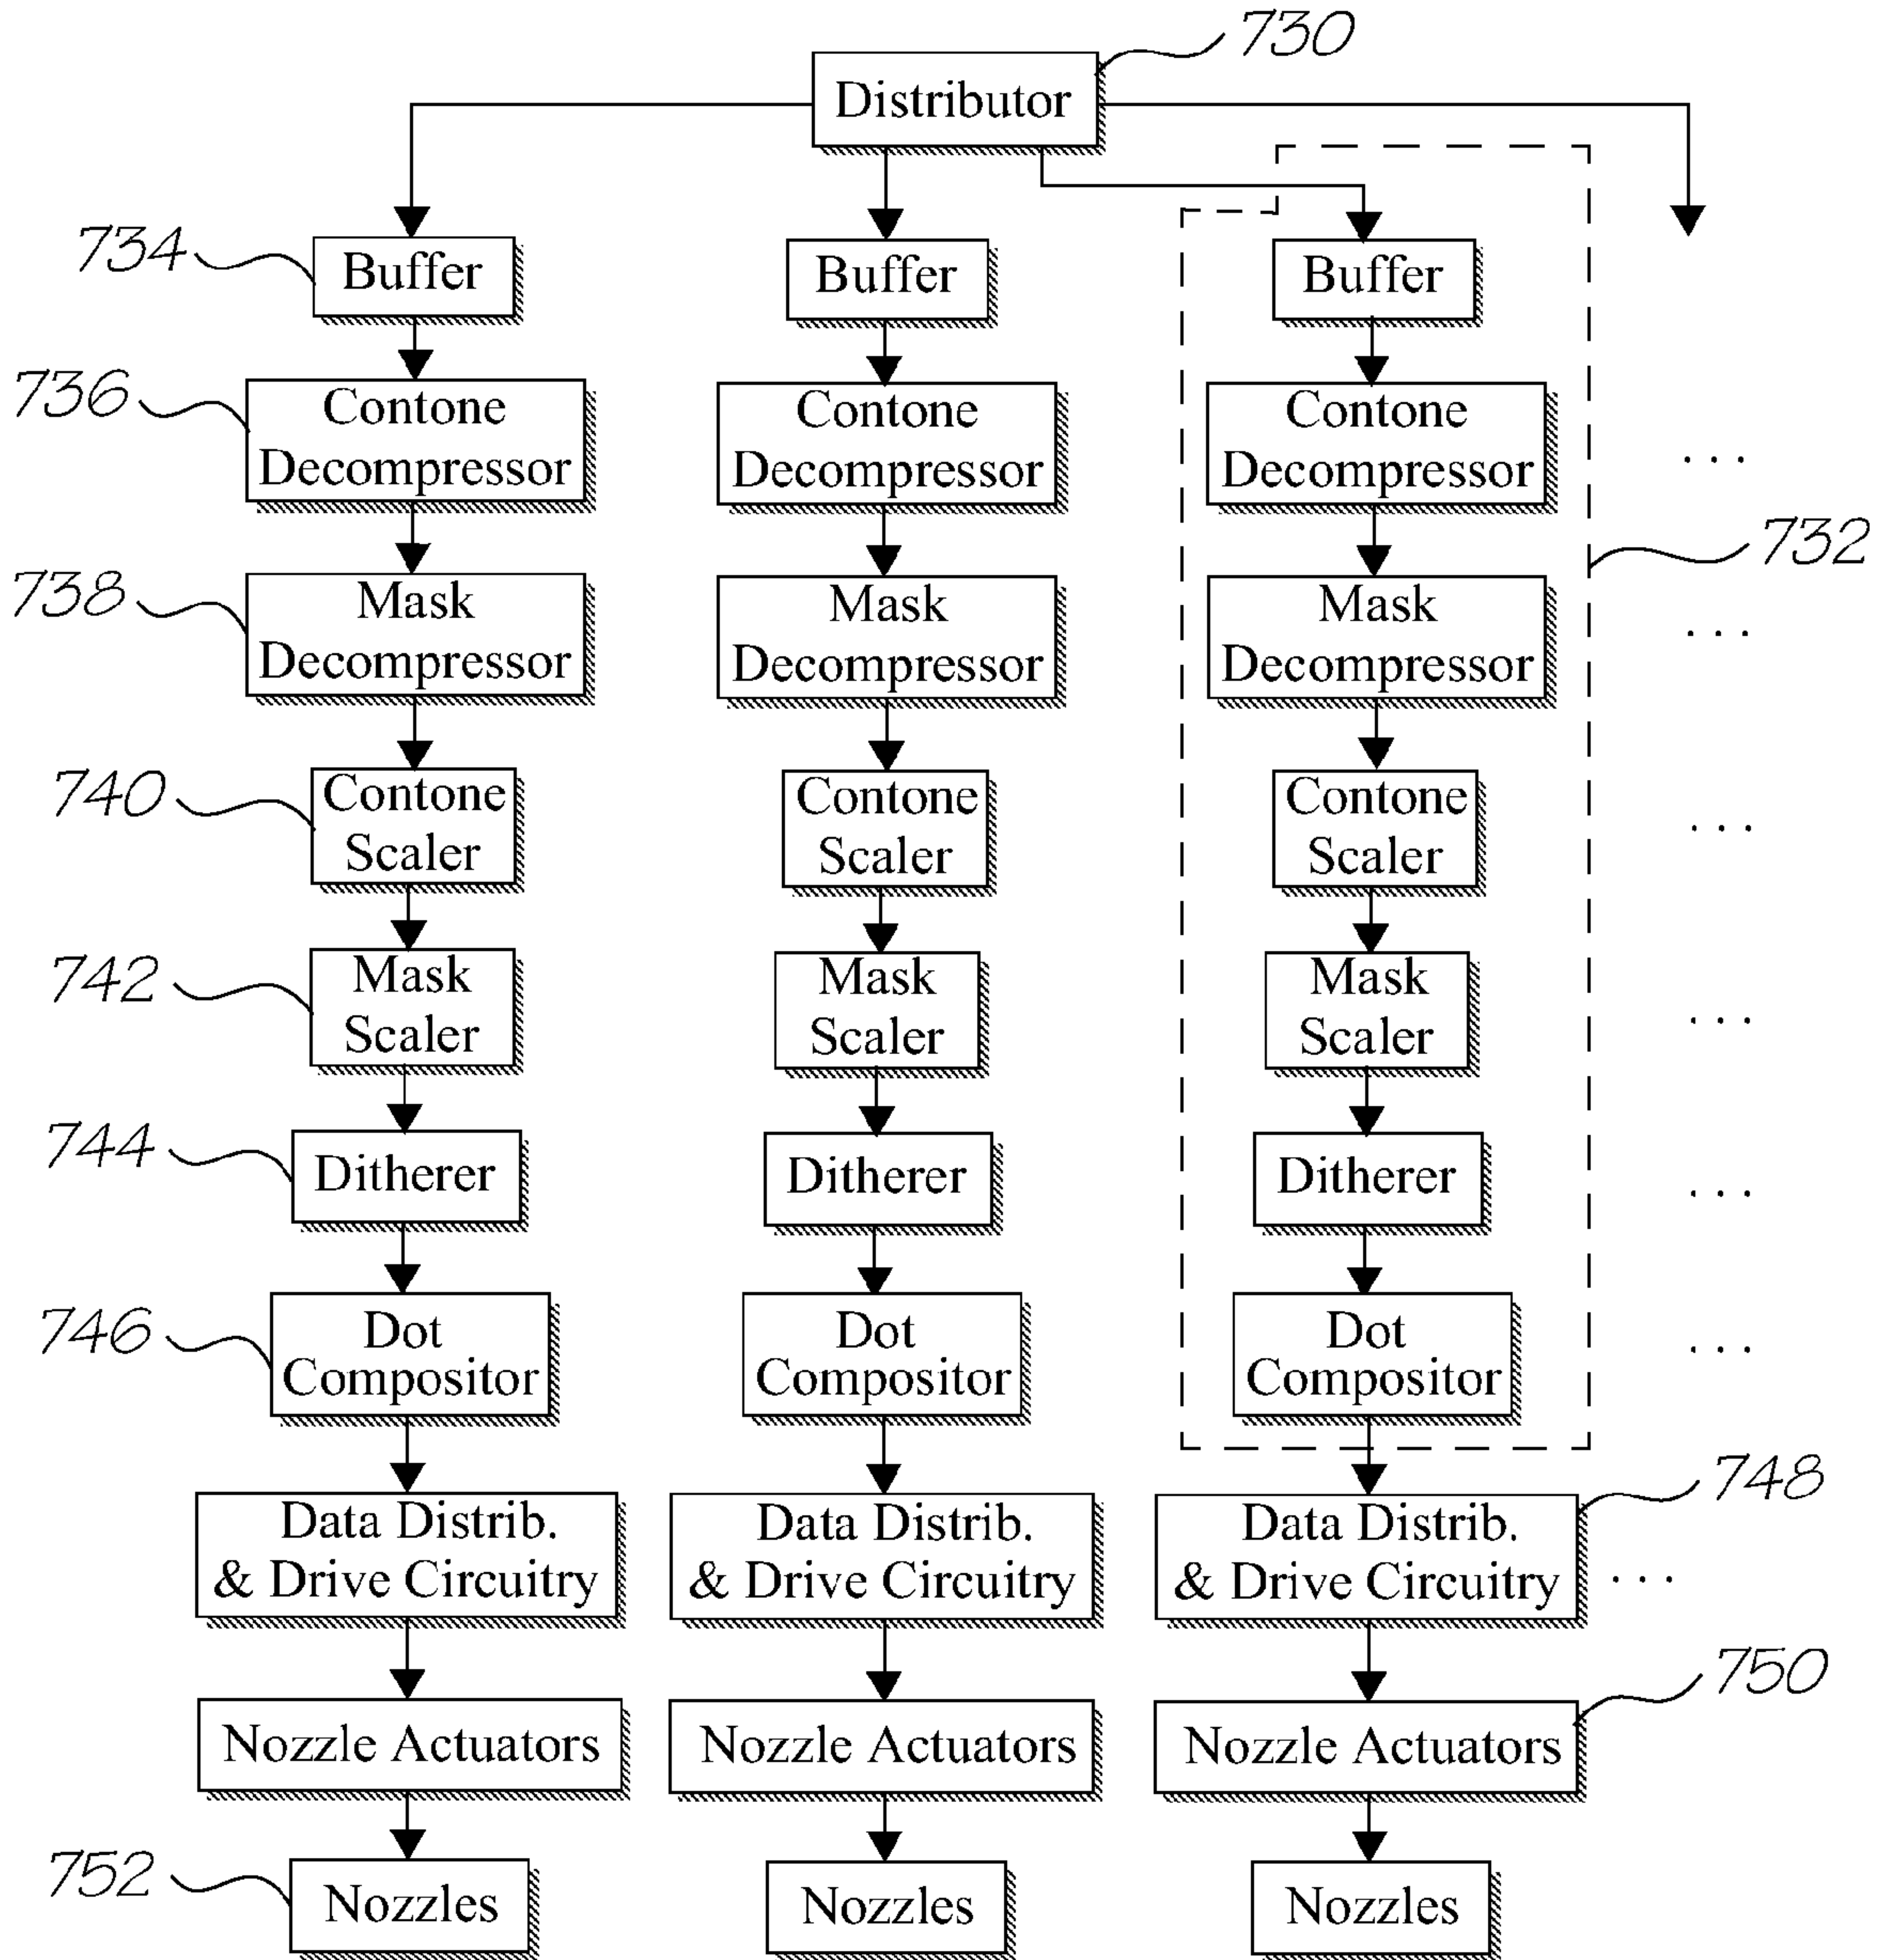 730
Distributor
734
Buffer
Buffer
Buffer
736
Contone
Decompressor
Contone
Decompressor
Contone
Decompressor
...
732
738
Mask
Decompressor
Mask
Decompressor
Mask
Decompressor
...
740
Contone
Scaler
Contone
Scaler
Contone
Scaler
...
742
Mask
Scaler
Mask
Scaler
Mask
Scaler
...
744
Ditherer
Ditherer
Ditherer
...
746
Dot
Compositor
Dot
Compositor
Dot
Compositor
...
Data Distrib.
& Drive Circuitry
Data Distrib.
& Drive Circuitry
Data Distrib.
& Drive Circuitry
748
...
Nozzle Actuators
Nozzle Actuators
Nozzle Actuators
750
752
Nozzles
Nozzles
Nozzles